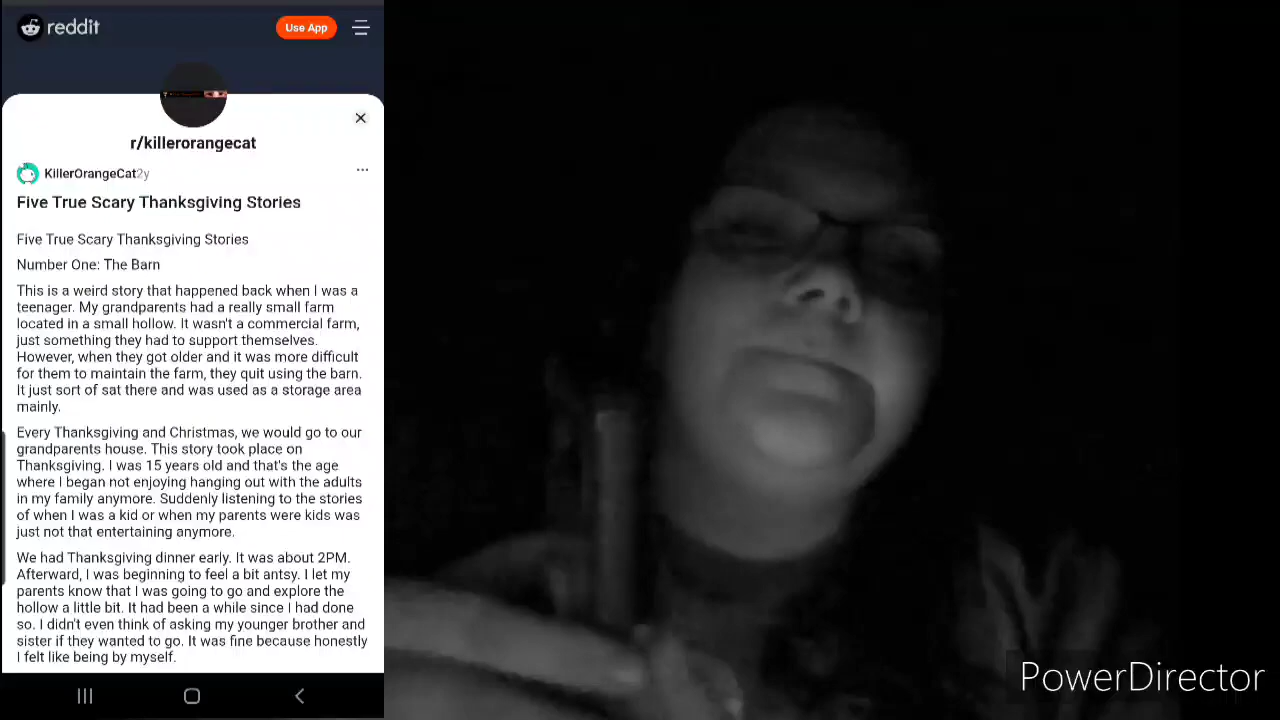 reddit
Use App
r/killerorangecat
KillerOrangeCat2y
Five True Scary Thanksgiving Stories
Five True Scary Thanksgiving Stories
Number One: The Barn
This is a weird story that happened back when I was a
teenager. My grandparents had a really small farm
located in a small hollow. It wasn't a commercial farm,
just something they had to support themselves.
However, when they got older and it was more difficult
for them to maintain the farm, they quit using the barn.
It just sort of sat there and was used as a storage area
mainly.
Every Thanksgiving and Christmas, we would go to our
grandparents house. This story took place on
Thanksgiving. I was 15 years old and that's the age
where I began not enjoying hanging out with the adults
in my family anymore. Suddenly listening to the stories
of when I was a kid or when my parents were kids was
just not that entertaining anymore.
We had Thanksgiving dinner early. It was about 2PM.
Afterward, I was beginning to feel a bit antsy. I let my
parents know that I was going to go and explore the
hollow a little bit. It had been a while since I had done
so. I didn't even think of asking my younger brother and
sister if they wanted to go. It was fine because honestly
I felt like being by myself.
PowerDirector